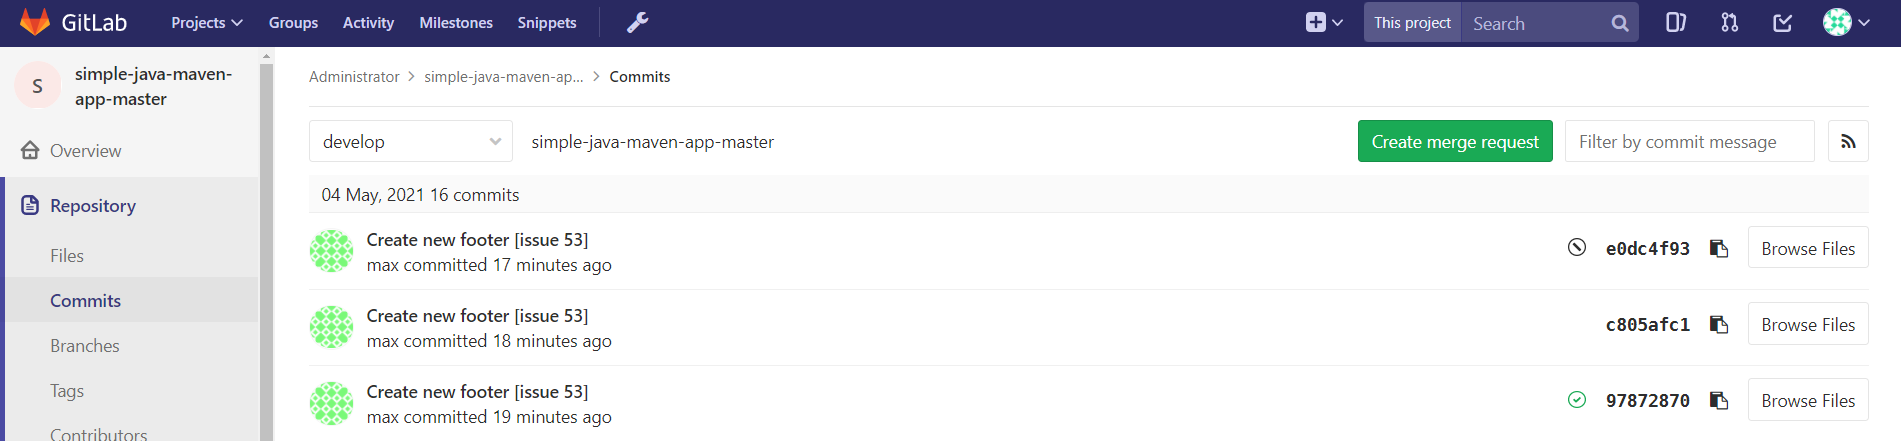 GitLab Projects Groups Activity Milestones Snippets This project Search
S simple-java-maven-
app-master
Overview
Repository
Files
Commits
Branches
Tags
Contributors
Administrator > simple-java-maven-ap... > Commits
develop simple-java-maven-app-master Create merge request Filter by commit message
04 May, 2021 16 commits
Create new footer [issue 53]
max committed 17 minutes ago
e0dc4f93 Browse Files
Create new footer [issue 53]
max committed 18 minutes ago
c805afc1 Browse Files
Create new footer [issue 53]
max committed 19 minutes ago
97872870 Browse Files